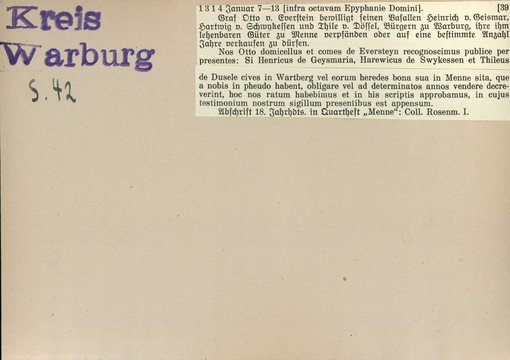 Kreis
Warburg
S. 42
1314 Januar 7—13 [infra octavam Epyphanie Domini]. [39
Graf Otto v. Everstein bewilligt seinen Vasallen Heinrich v. Geismar,
Hartwig v. Schwykessen und Thile v. Dössel, Bürgern zu Warburg, ihre ihm
lehenbaren Güter zu Menne verpfänden oder auf eine bestimmte Anzahl
Jahre verkaufen zu dürfen.
Nos Otto domicellus et comes de Eversteyn recognoscimus publice per
presentes: Si Henricus de Geysmaria, Harewicus de Swykessen et Thileus
de Dusele cives in Wartberg vel eorum heredes bona sua in Menne sita, que
a nobis in pheudo habent, obligare vel ad determinatos annos vendere decre-
verint, hoc nos ratum habebimus et in his scriptis approbamus, in cujus
testimonium nostrum sigillum presentibus est appensum.
Abschrift 18. Jahrhdts. in Quartheft „Menne": Coll. Rosenm. I.